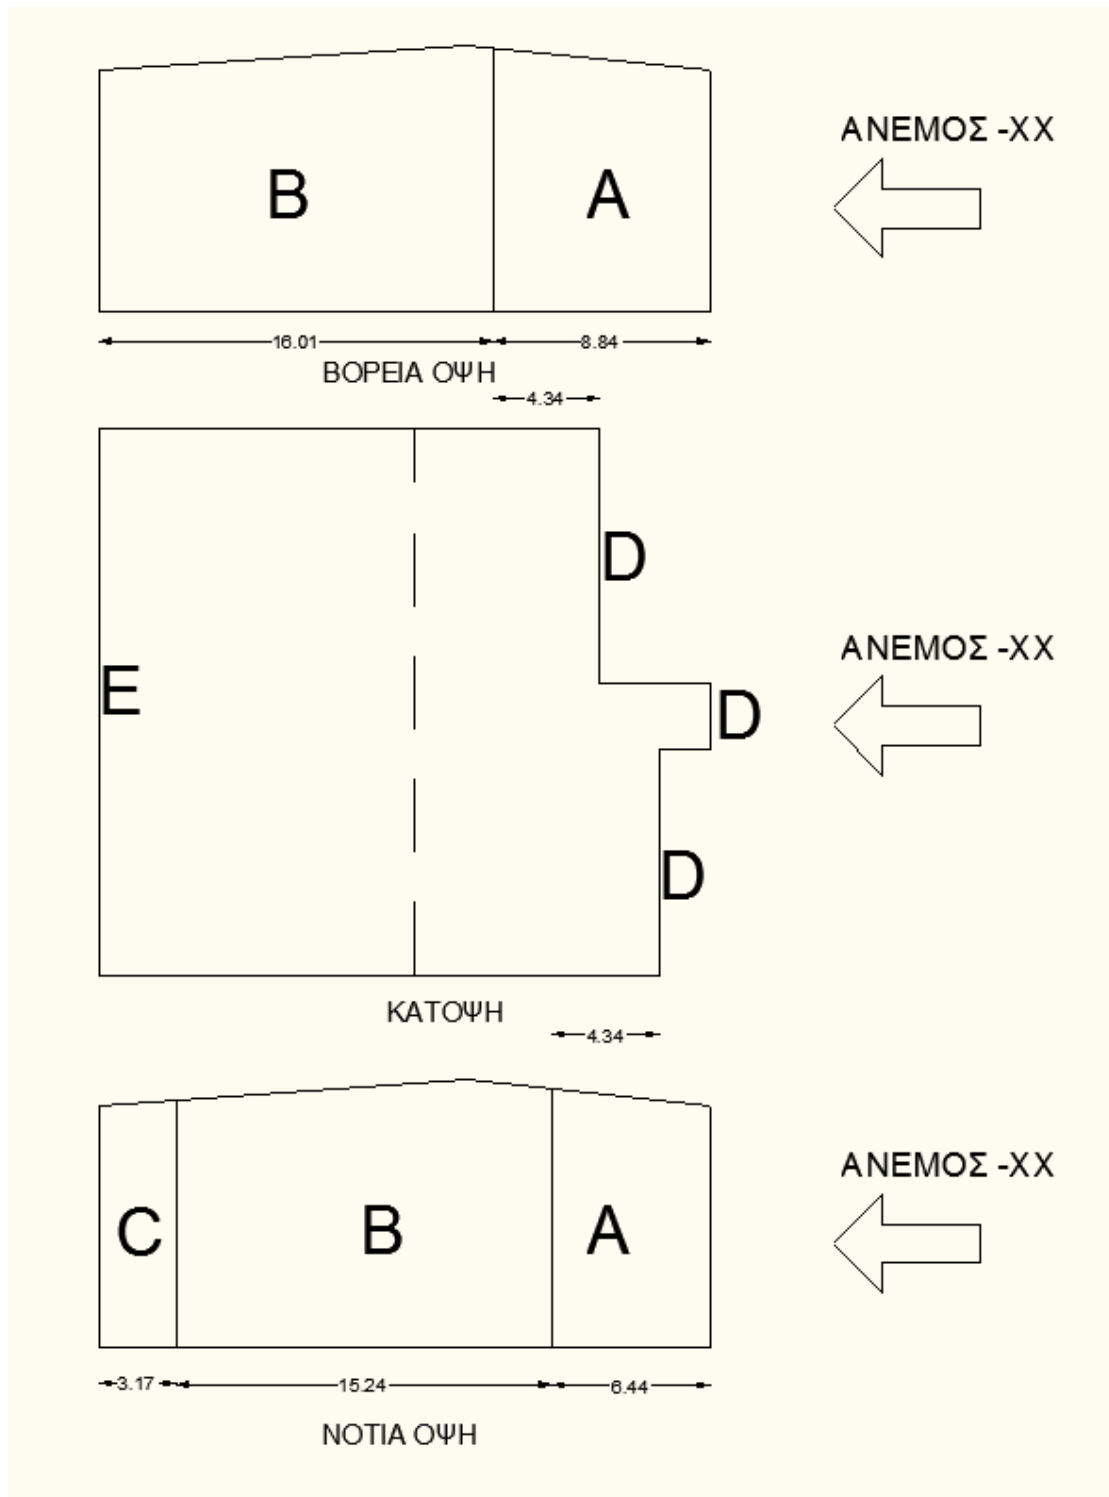 ΑΝΕΜΟΣ -ΧΧ
B
A
16.01
8.84
ΒΟΡΕΙΑ ΟΨΗ
4.34
D
E
ΑΝΕΜΟΣ -ΧΧ
D
D
ΚΑΤΟΨΗ
4.34
ΑΝΕΜΟΣ -ΧΧ
C
B
A
3.17
15.24
6.44
ΝΟΤΙΑ ΟΨΗ